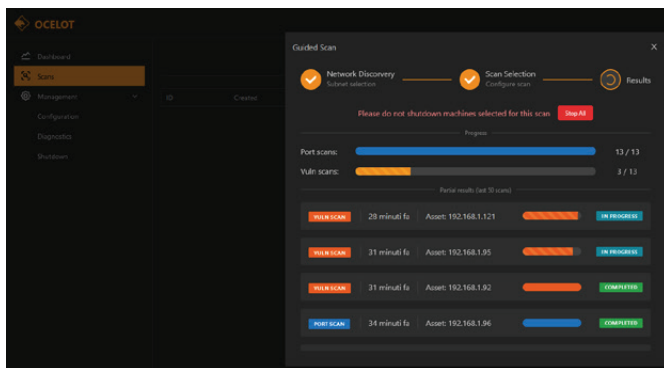 OCELOT
Dashboard
Scans
Management
Configuration
Diagnostics
Shutdown
ID
Created
Guided Scan
X
Network Discovery
Subnet selection
Scan Selection
Configure scan
Results
Please do not shutdown machines selected for this scan
Stop All
Progress
Port scans:
13 / 13
Vuln scans:
3 / 13
Partial results (last 10 scans)
VULN SCAN 28 minuti fa Asset: 192.168.1.121 IN PROGRESS
VULN SCAN 31 minuti fa Asset: 192.168.1.95 IN PROGRESS
VULN SCAN 31 minuti fa Asset: 192.168.1.92 COMPLETED
PORT SCAN 34 minuti fa Asset: 192.168.1.96 COMPLETED